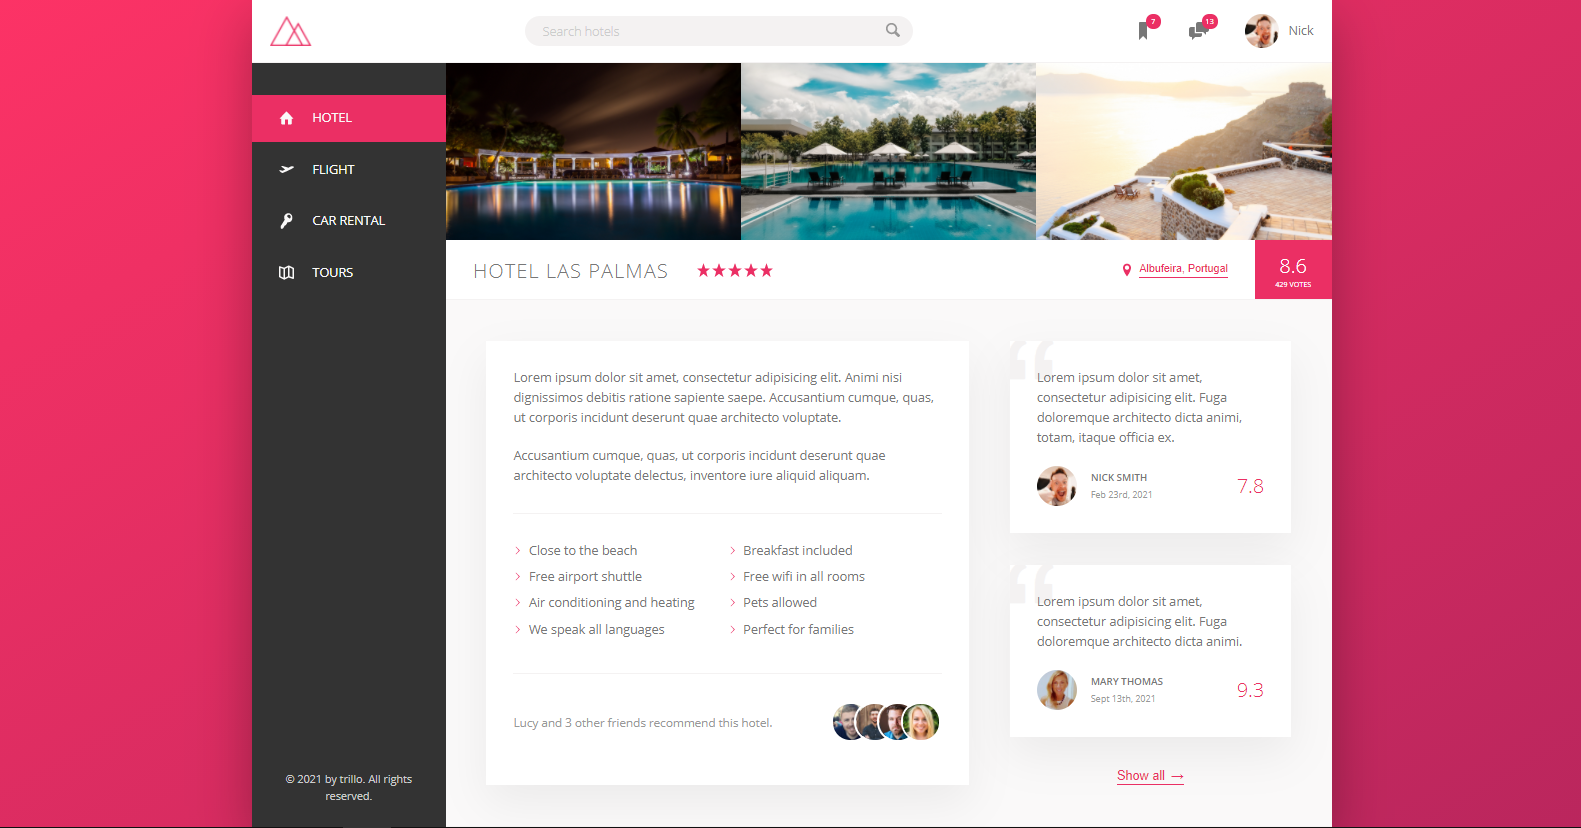 Search hotels
7
13
Nick
HOTEL
FLIGHT
CAR RENTAL
TOURS
© 2021 by trillo. All rights
reserved.
HOTEL LAS PALMAS
Albufeira, Portugal
8.6
429 VOTES
Lorem ipsum dolor sit amet, consectetur adipisicing elit. Animi nisi
dignissimos debitis ratione sapiente saepe. Accusantium cumque, quas,
ut corporis incidunt deserunt quae architecto voluptate.
Accusantium cumque, quas, ut corporis incidunt deserunt quae
architecto voluptate delectus, inventore iure aliquid aliquam.
Close to the beach
Breakfast included
Free airport shuttle
Free wifi in all rooms
Air conditioning and heating
Pets allowed
We speak all languages
Perfect for families
Lucy and 3 other friends recommend this hotel.
“
Lorem ipsum dolor sit amet,
consectetur adipisicing elit. Fuga
doloremque architecto dicta animi,
totam, itaque officia ex.
NICK SMITH
Feb 23rd, 2021
7.8
“
Lorem ipsum dolor sit amet,
consectetur adipisicing elit. Fuga
doloremque architecto dicta animi.
MARY THOMAS
Sept 13th, 2021
9.3
Show all →